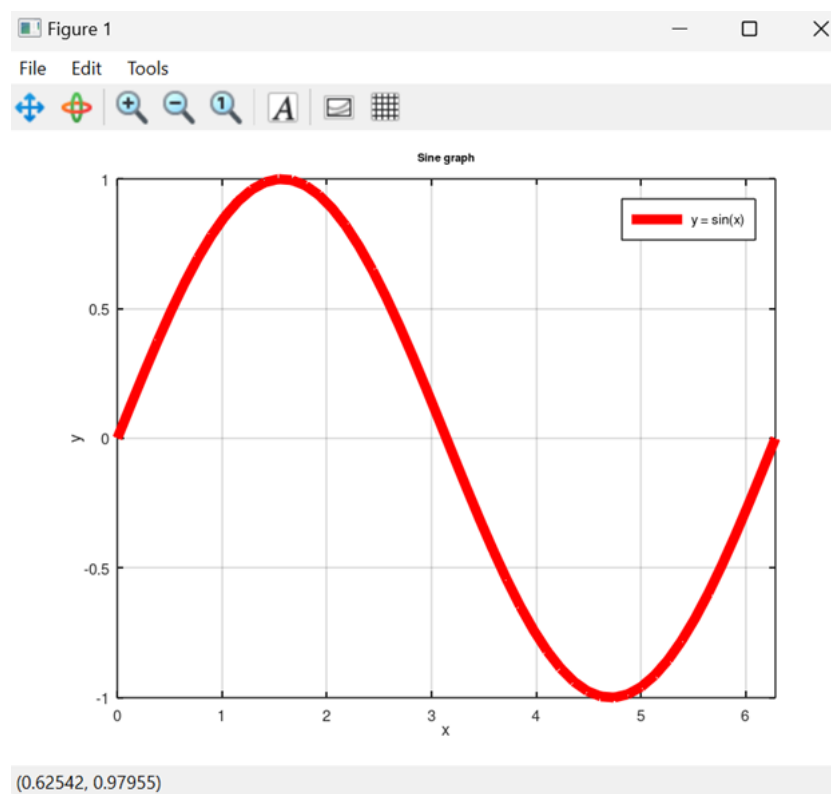 Figure 1
File Edit Tools
1 A
Sine graph
1
y = sin(x)
0.5
y
0
-0.5
-1
0 1 2 3 4 5 6
x
(0.62542, 0.97955)